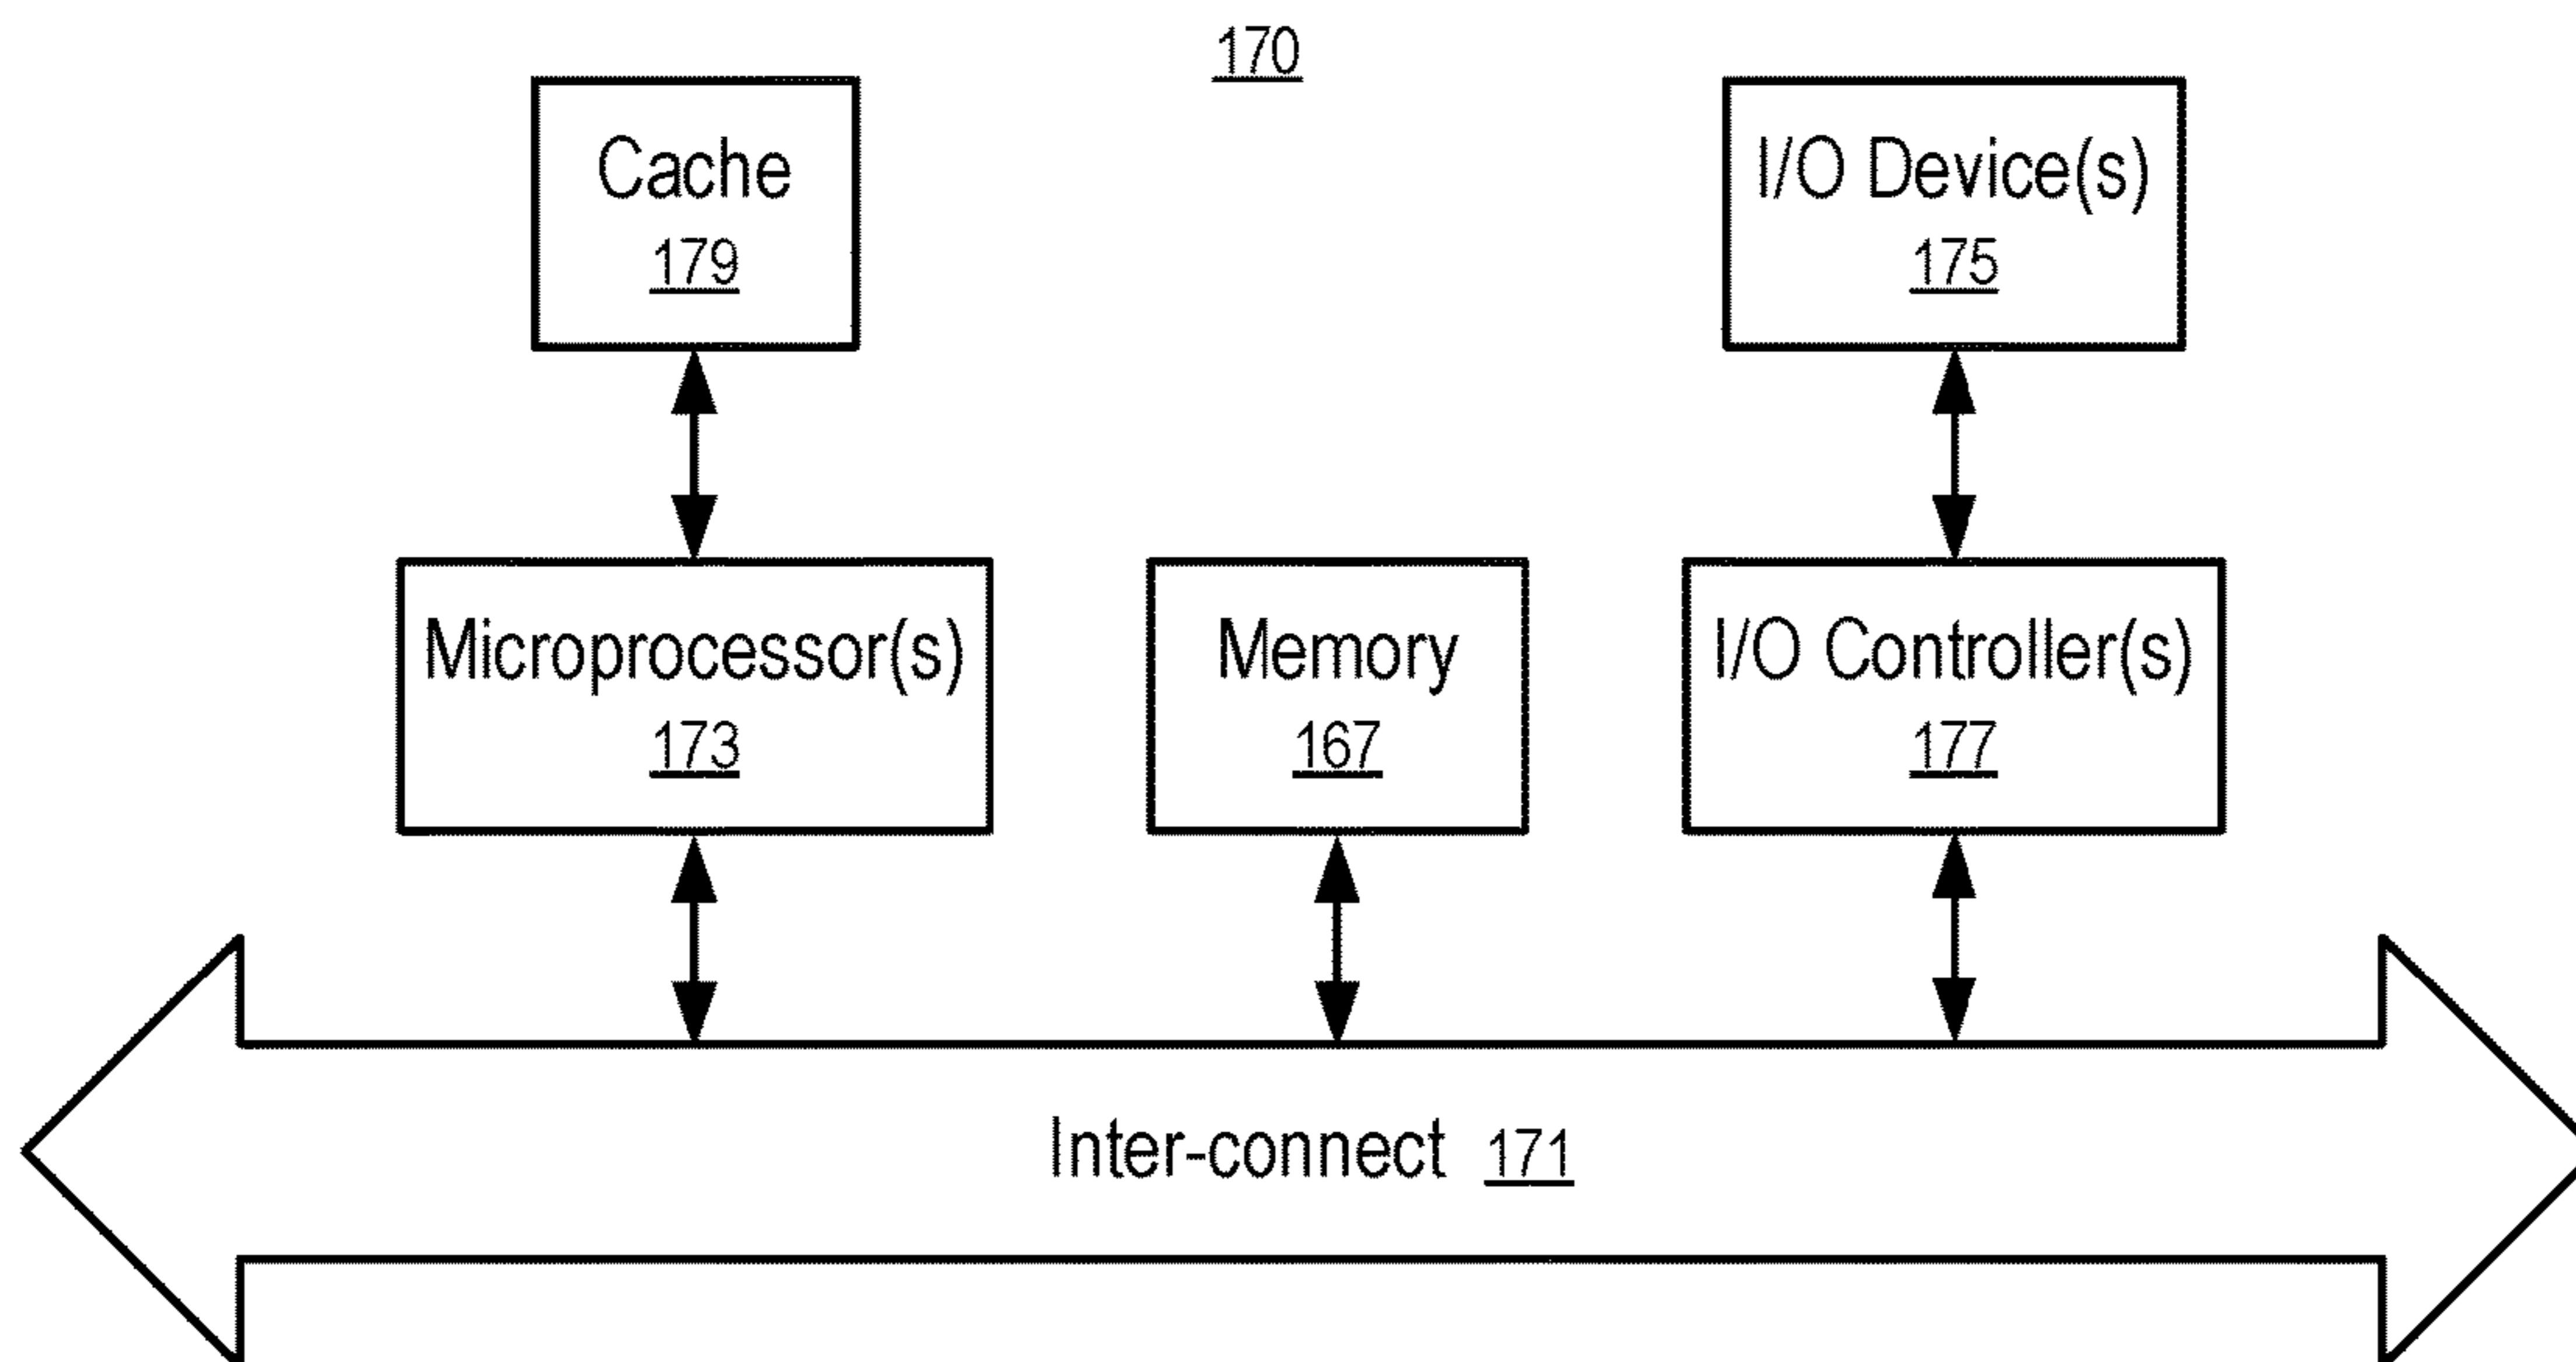 170
Cache
179
I/O Device(s)
175
Microprocessor(s)
173
Memory
167
I/O Controller(s)
177
Inter-connect 171